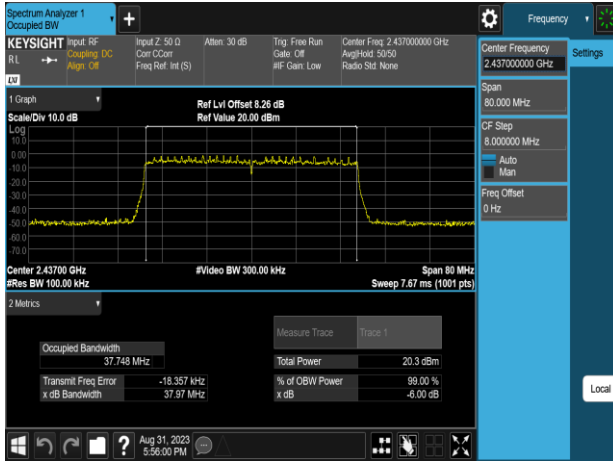 Spectrum Analyzer 1
Occupied BW
+
Frequency
KEYSIGHT
RL
LXI
Input: RF
Coupling: DC
Align: Off
Input Z: 50 Ω
Corr CCorr
Freq Ref: Int (S)
Atten: 30 dB
Trig: Free Run
Gate: Off
#IF Gain: Low
Center Freq: 2.437000000 GHz
Avg|Hold: 50/50
Radio Std: None
Center Frequency
2.437000000 GHz
Settings
Span
80.000 MHz
CF Step
8.000000 MHz
Auto
Man
Freq Offset
0 Hz
Local
1 Graph
Scale/Div 10.0 dB
Ref Lvl Offset 8.26 dB
Ref Value 20.00 dBm
Log
10.0
0.00
-10.0
-20.0
-30.0
-40.0
-50.0
-60.0
-70.0
Center 2.43700 GHz
#Video BW 300.00 kHz
Span 80 MHz
#Res BW 100.00 kHz
Sweep 7.67 ms (1001 pts)
2 Metrics
Measure Trace
Trace 1
Occupied Bandwidth
37.748 MHz
Total Power
20.3 dBm
Transmit Freq Error
-18.357 kHz
% of OBW Power
99.00 %
x dB Bandwidth
37.97 MHz
x dB
-6.00 dB
?
Aug 31, 2023
5:56:00 PM